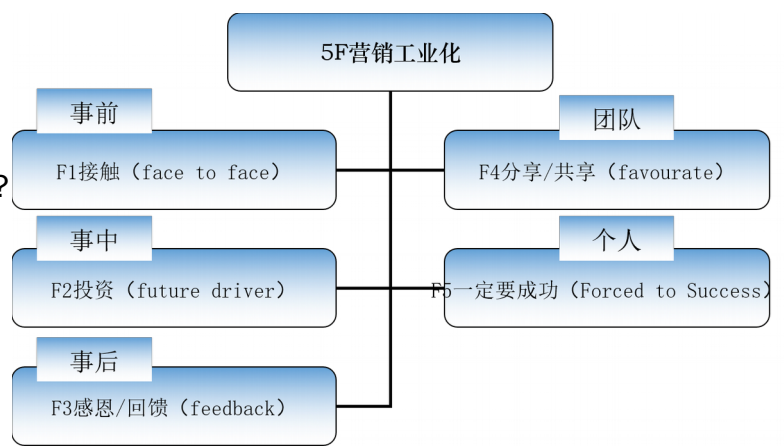 5F营销工业化
事前
F1接触（face to face）
?
事中
F2投资（future driver）
事后
F3感恩/回馈（feedback）
团队
F4分享/共享（favourate）
个人
F5一定要成功（Forced to Success）